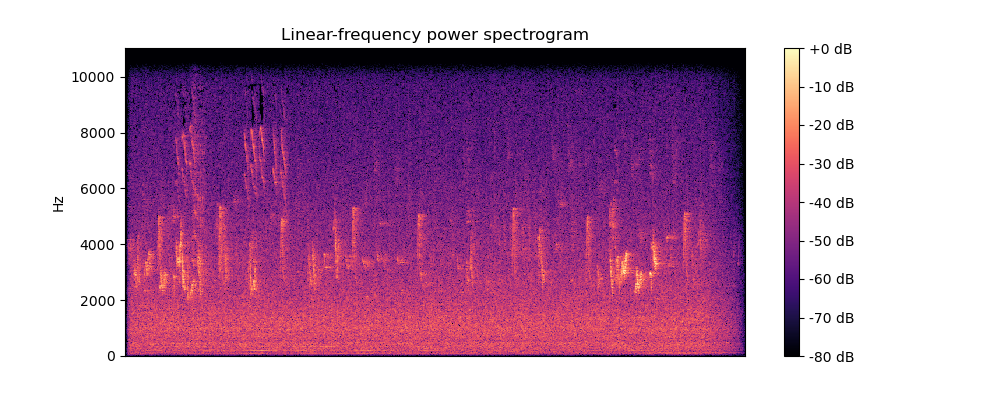 Linear-frequency power spectrogram
Hz
10000
8000
6000
4000
2000
0
+0 dB
-10 dB
-20 dB
-30 dB
-40 dB
-50 dB
-60 dB
-70 dB
-80 dB